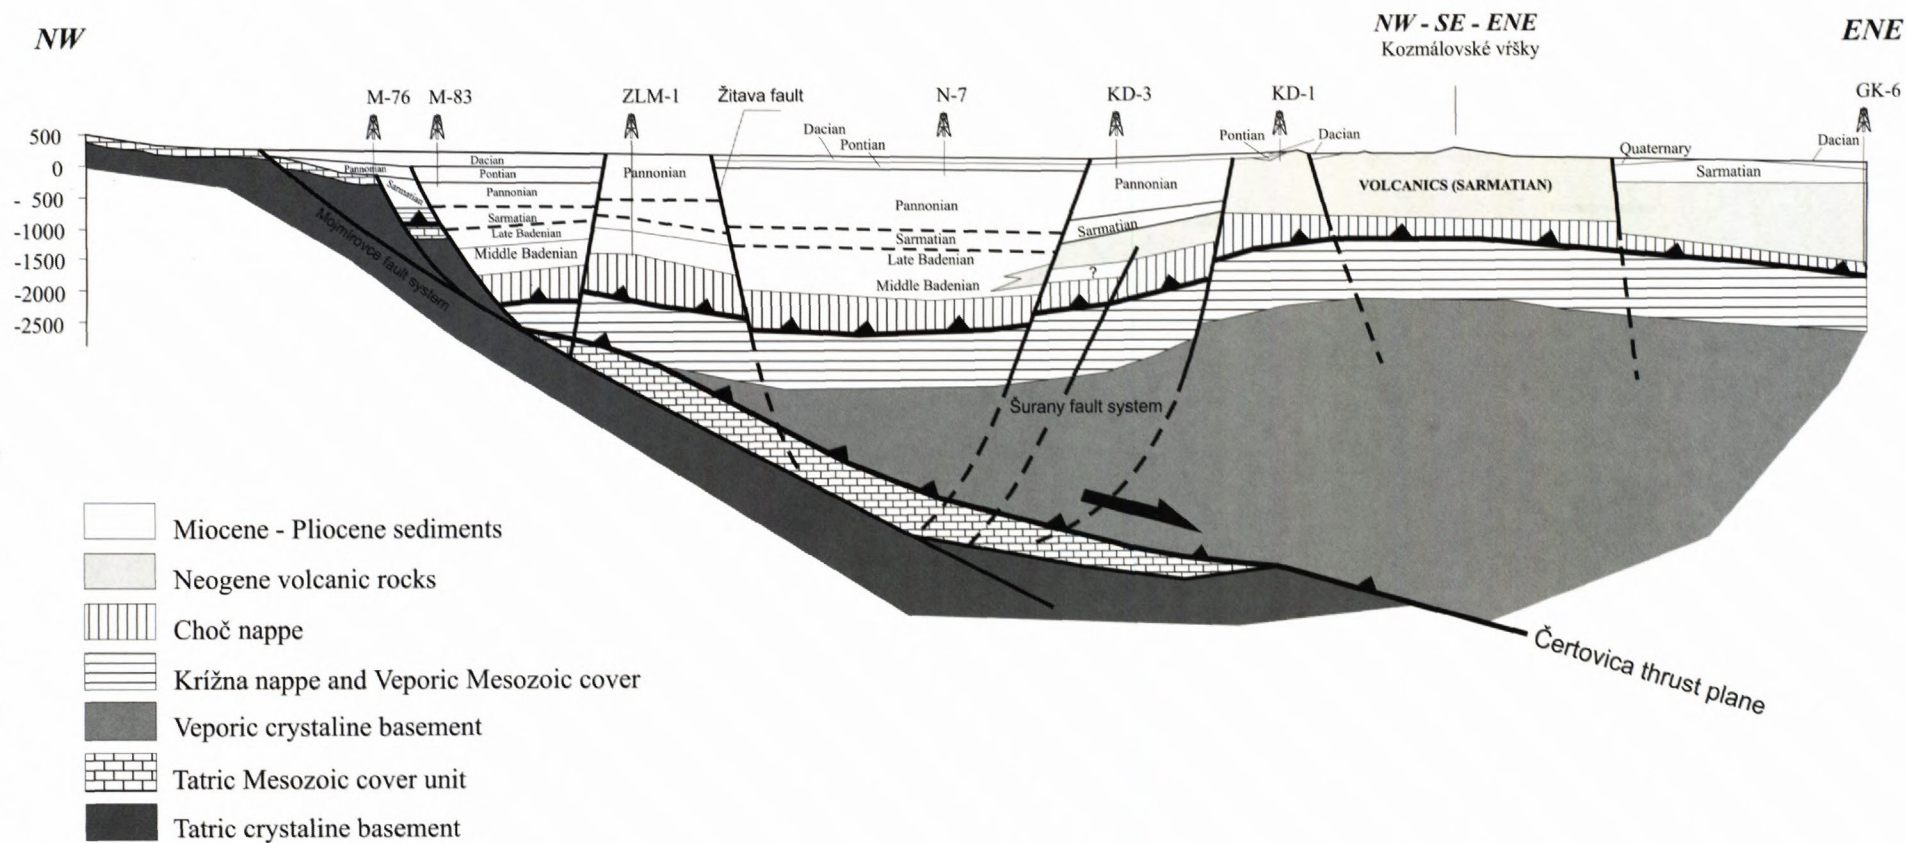 NW
NW - SE - ENE
Kozmálovské vŕšky
ENE
M-76
M-83
ZLM-1
Žitava fault
N-7
KD-3
KD-1
GK-6
500
0
- 500
-1000
-1500
-2000
-2500
Dacian
Pontian
Pontian
Dacian
Quaternary
Dacian
Pannonian
Sarmatian
Dacian
Pontian
Pannonian
Sarmatian
Late Badenian
Middle Badenian
Pannonian
Pannonian
Sarmatian
Late Badenian
Middle Badenian
Pannonian
Sarmatian
?
VOLCANICS (SARMATIAN)
Sarmatian
Mojmírovce fault system
Šurany fault system
Čertovica thrust plane
Miocene - Pliocene sediments
Neogene volcanic rocks
Choč nappe
Krížna nappe and Veporic Mesozoic cover
Veporic crystaline basement
Tatric Mesozoic cover unit
Tatric crystaline basement